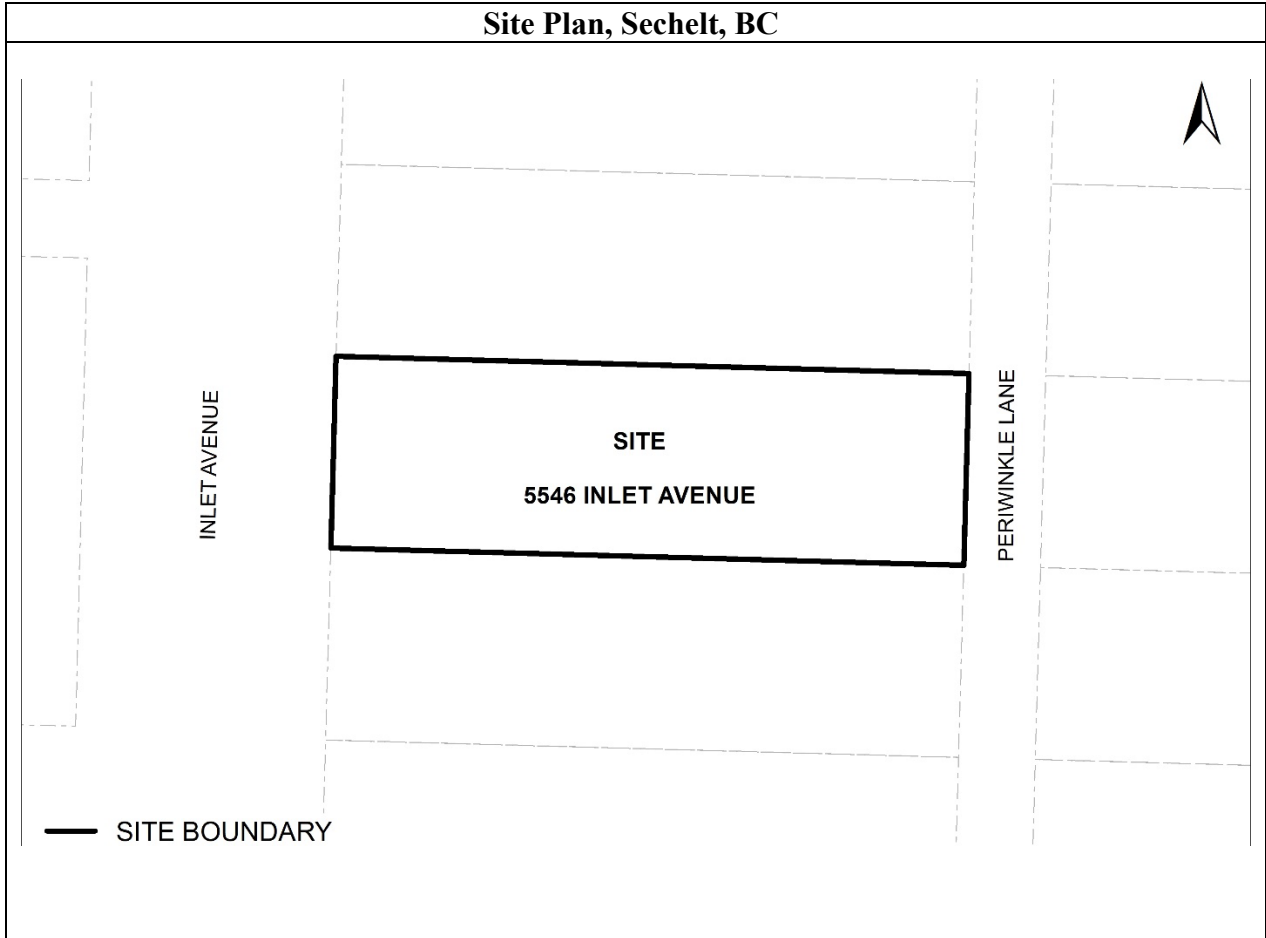 Site Plan, Sechelt, BC
INLET AVENUE
SITE
5546 INLET AVENUE
PERIWINKLE LANE
SITE BOUNDARY